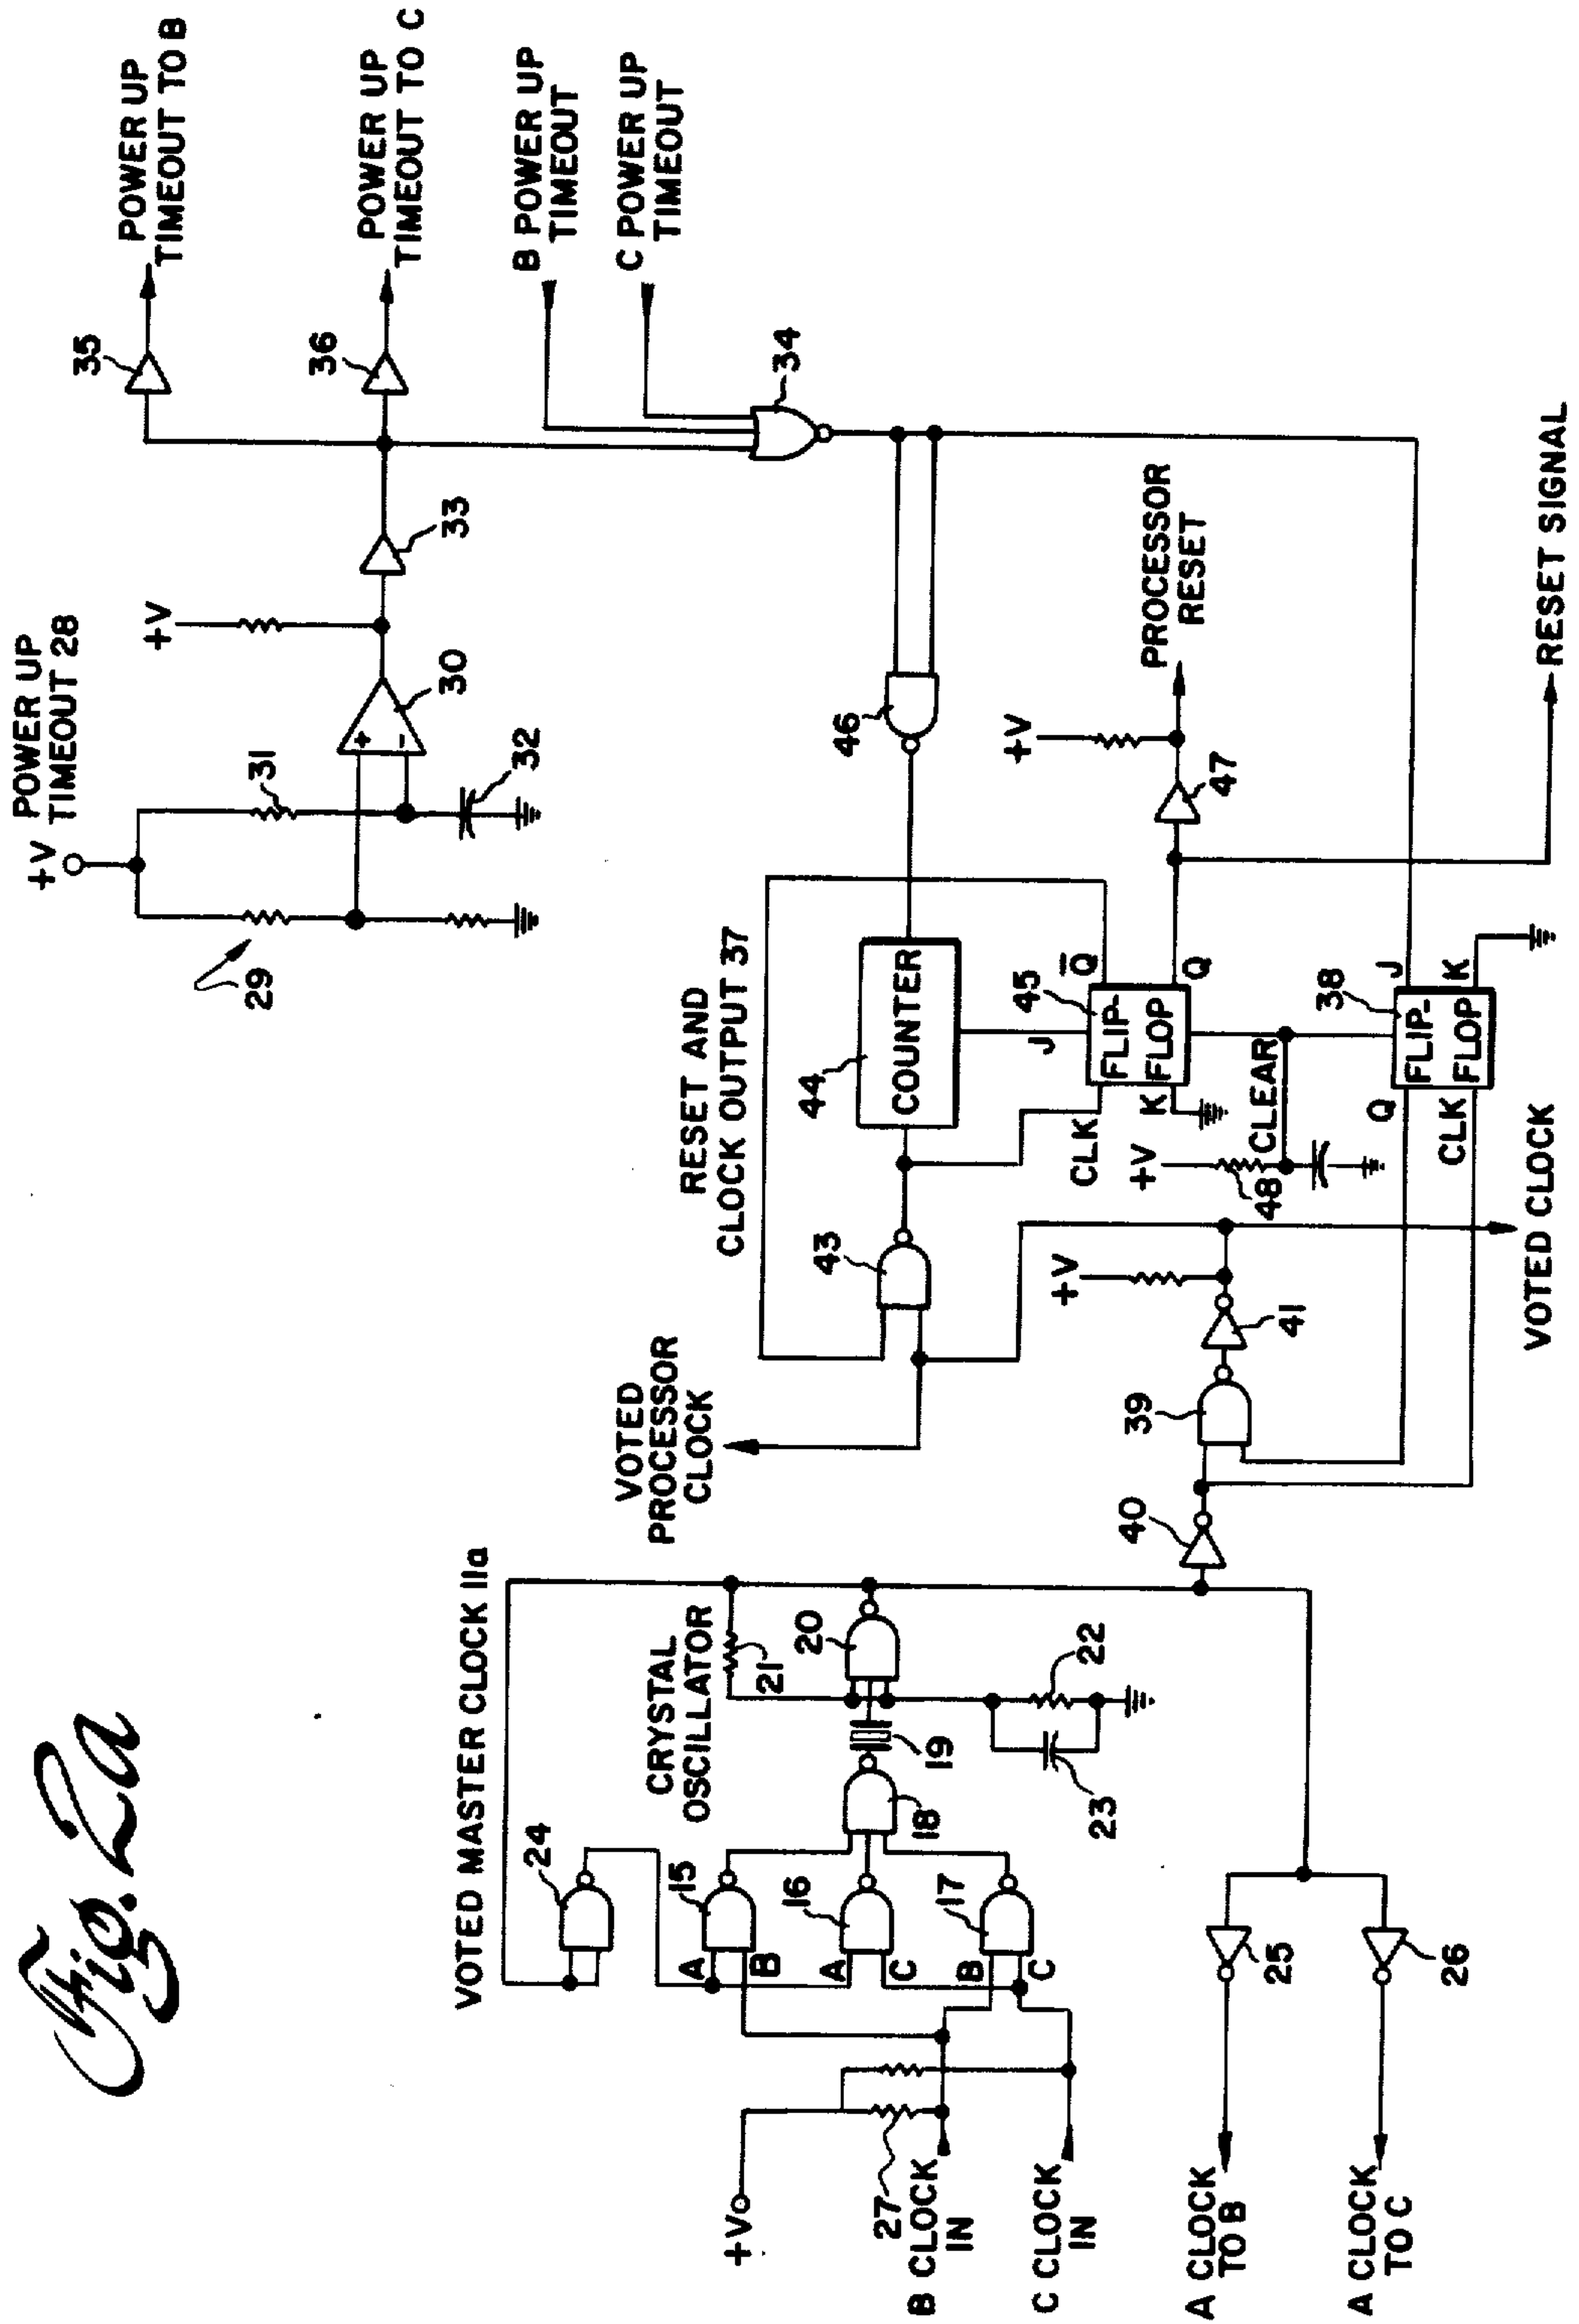 Fig. 2a
VOTED MASTER CLOCK 11a
24
15
A
B
16
A
C
17
B
C
18
CRYSTAL
OSCILLATOR
19
20
21
22
23
+V
27
B CLOCK
IN
C CLOCK
IN
A CLOCK
TO B
25
A CLOCK
TO C
26
VOTED
PROCESSOR
CLOCK
40
39
41
+V
VOTED CLOCK
RESET AND
CLOCK OUTPUT 37
43
44
COUNTER
J
45
CLK
FLIP-
FLOP
K
Q
Q
+V
48
CLEAR
38
Q
CLK
FLIP-
FLOP
J
K
46
+V
47
PROCESSOR
RESET
RESET SIGNAL
POWER UP
TIMEOUT 28
+V
29
31
32
+
-
30
+V
33
34
35
36
POWER UP
TIMEOUT TO B
POWER UP
TIMEOUT TO C
B POWER UP
TIMEOUT
C POWER UP
TIMEOUT